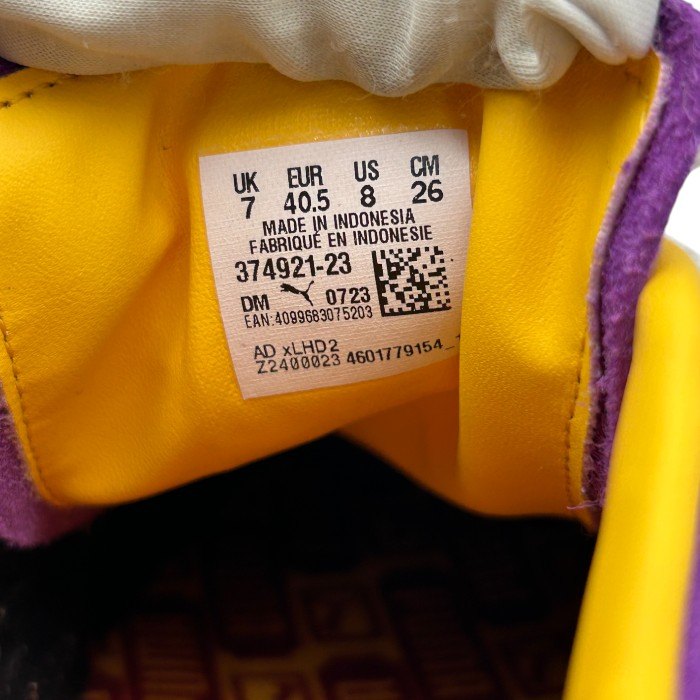 UK EUR US CM
7 40.5 8 26
MADE IN INDONESIA
FABRIQUÉ EN INDONESIE
374921-23
DM 0723
EAN:4099683075203
AD xLHD2
Z2400023 4601779154_